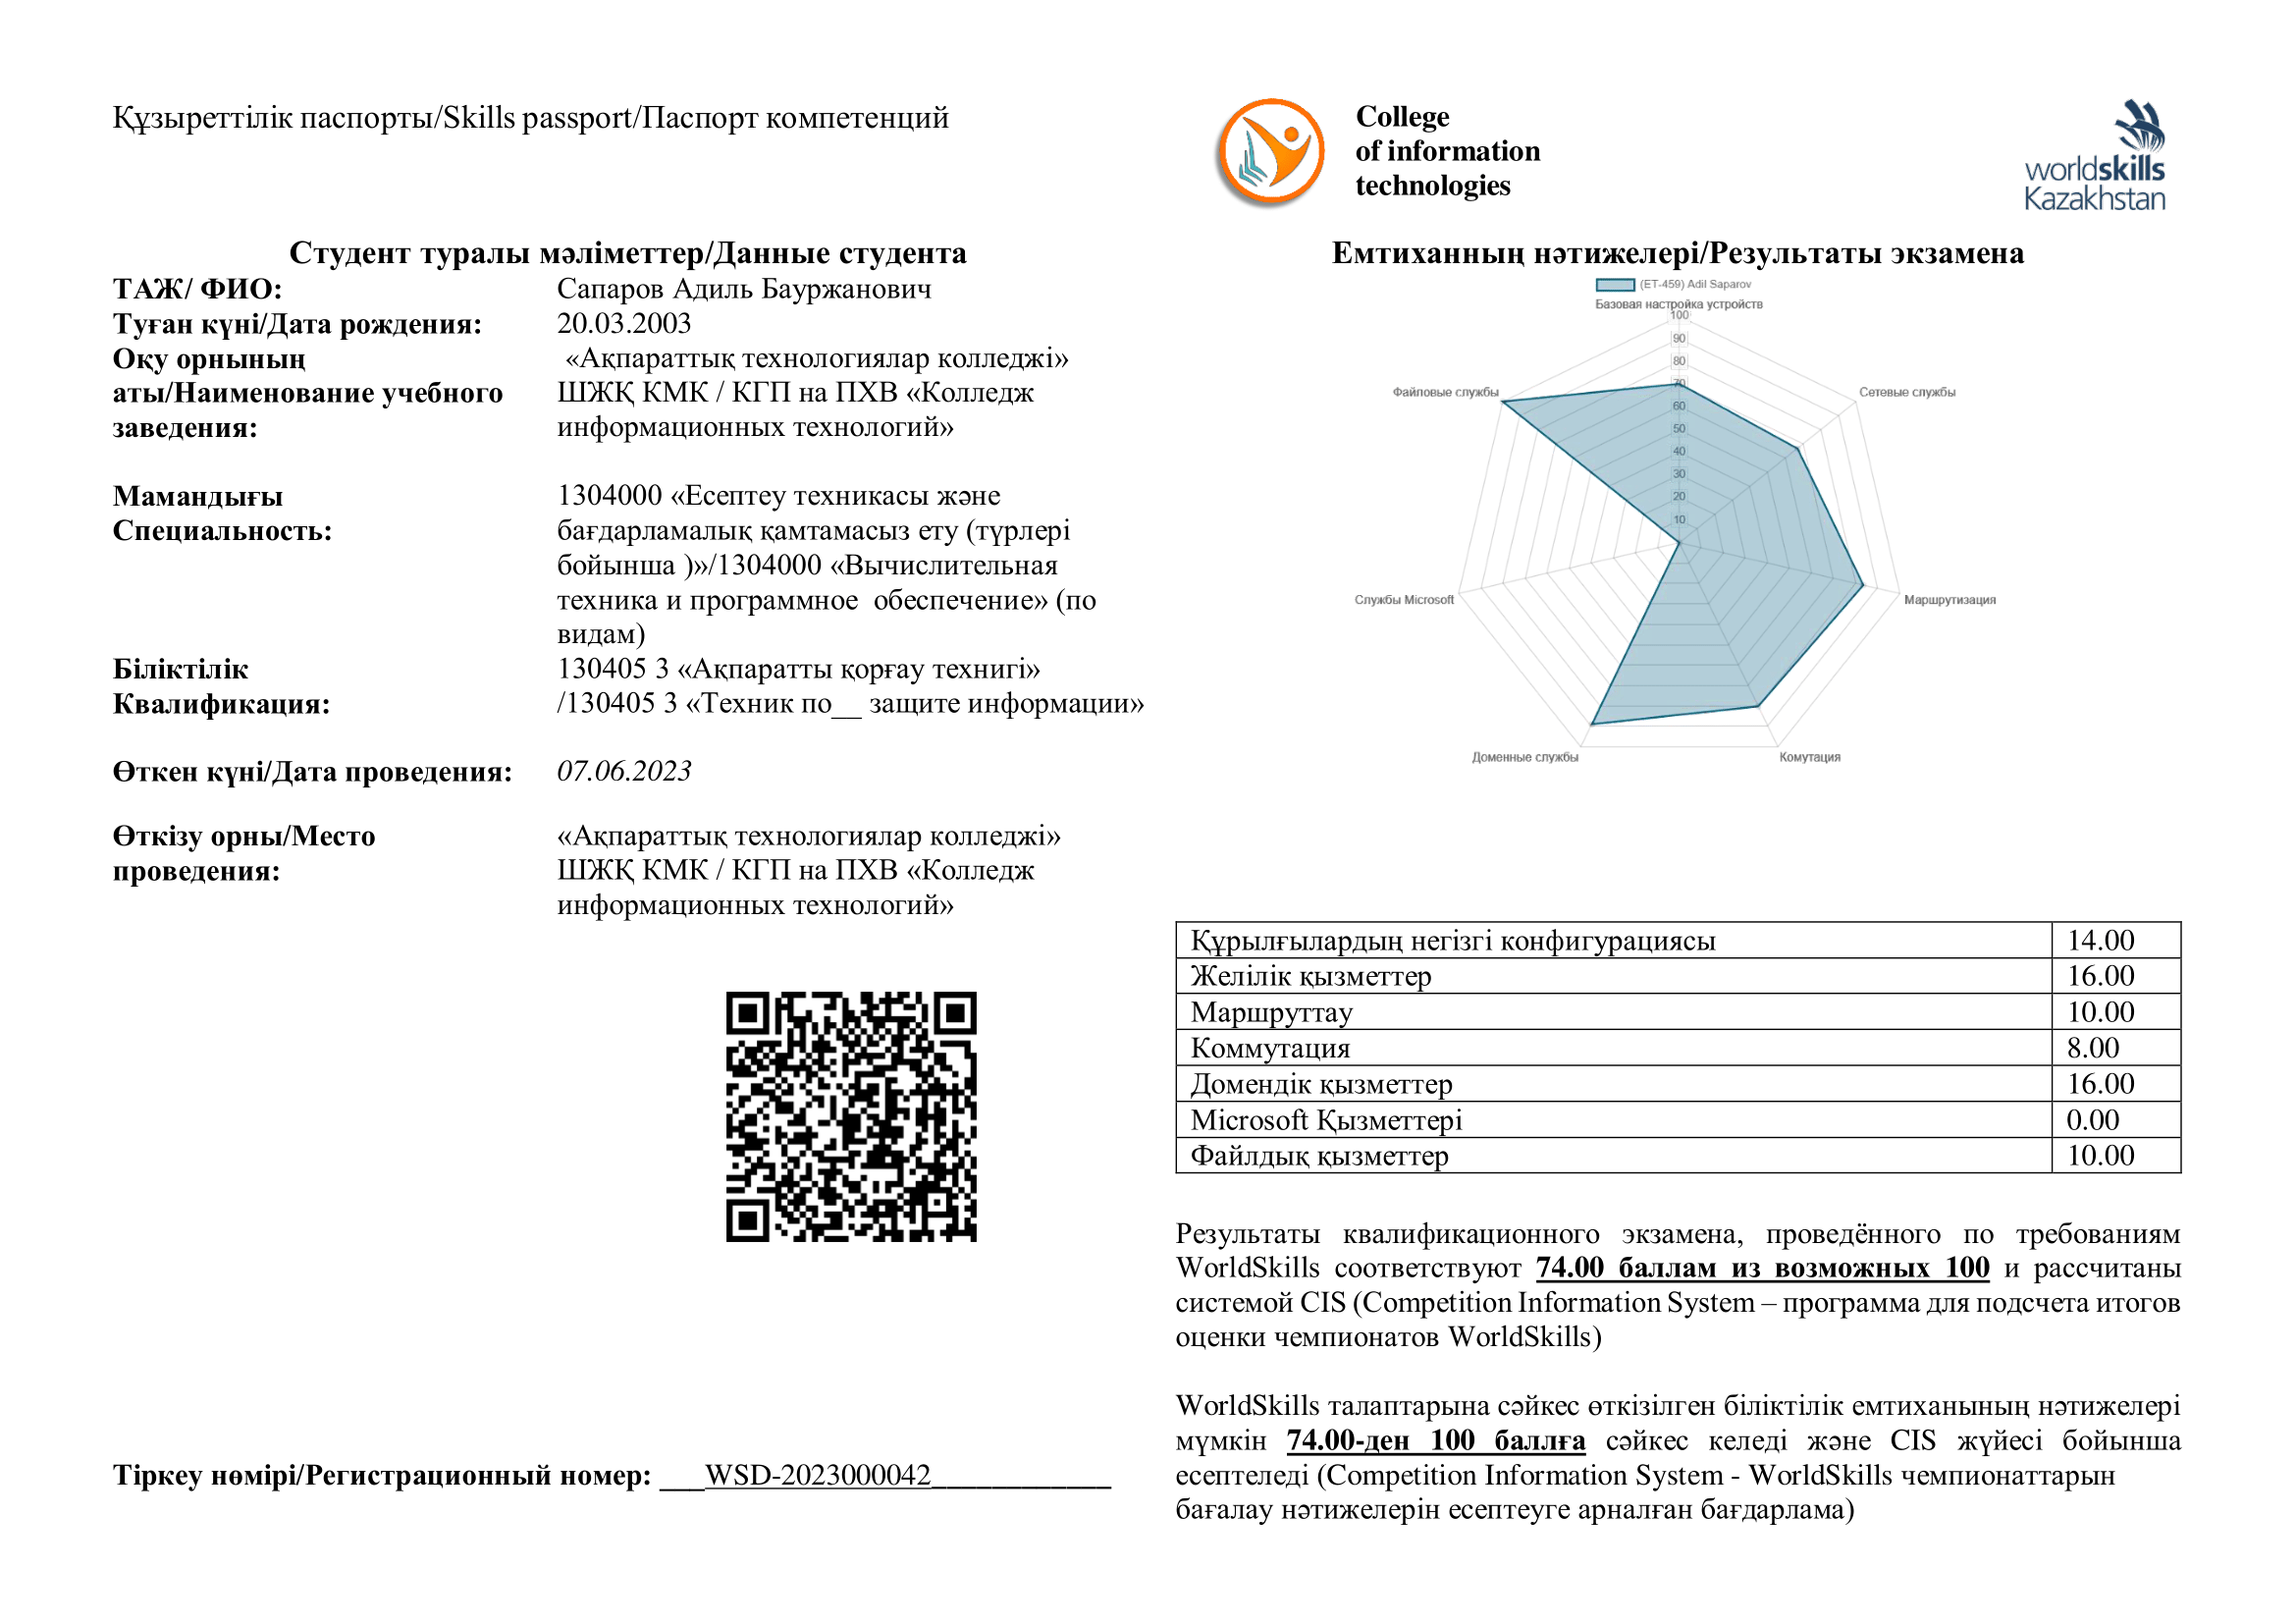 Құзыреттілік паспорты/Skills passport/Паспорт компетенций
College
of information
technologies
worldskills
Kazakhstan
Студент туралы мәліметтер/Данные студента
ТАЖ/ ФИО: Сапаров Адиль Бауржанович
Туған күні/Дата рождения: 20.03.2003
Оқу орнының «Ақпараттық технологиялар колледжі»
аты/Наименование учебного ШЖҚ КМК / КГП на ПХВ «Колледж
заведения: информационных технологий»
Мамандығы 1304000 «Есептеу техникасы және
Специальность: бағдарламалық қамтамасыз ету (түрлері
бойынша )»/1304000 «Вычислительная
техника и программное обеспечение» (по
видам)
Біліктілік 130405 3 «Ақпаратты қорғау технигі»
Квалификация: /130405 3 «Техник по__ защите информации»
Өткен күні/Дата проведения: 07.06.2023
Өткізу орны/Место «Ақпараттық технологиялар колледжі»
проведения: ШЖҚ КМК / КГП на ПХВ «Колледж
информационных технологий»
Тіркеу нөмірі/Регистрационный номер: ___WSD-2023000042____________
Емтиханның нәтижелері/Результаты экзамена
(ET-459) Adil Saparov
Базовая настройка устройств
100
90
80
70
60
50
40
30
20
10
Файловые службы
Сетевые службы
Службы Microsoft
Маршрутизация
Доменные службы
Комутация
Құрылғылардың негізгі конфигурациясы 14.00
Желілік қызметтер 16.00
Маршруттау 10.00
Коммутация 8.00
Домендік қызметтер 16.00
Microsoft Қызметтері 0.00
Файлдық қызметтер 10.00
Результаты квалификационного экзамена, проведённого по требованиям
WorldSkills соответствуют 74.00 баллам из возможных 100 и рассчитаны
системой CIS (Competition Information System – программа для подсчета итогов
оценки чемпионатов WorldSkills)
WorldSkills талаптарына сәйкес өткізілген біліктілік емтиханының нәтижелері
мүмкін 74.00-ден 100 баллға сәйкес келеді және CIS жүйесі бойынша
есептеледі (Competition Information System - WorldSkills чемпионаттарын
бағалау нәтижелерін есептеуге арналған бағдарлама)